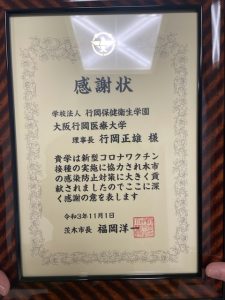 感謝状
学校法人 行岡保健衛生学園
大阪行岡医療大学
理事長 行岡正雄 様
貴学は新型コロナワクチン
接種の実施に協力され本市
の感染防止対策に大きく貢
献されましたのでここに深
く感謝の意を表します
令和3年11月1日
茨木市長 福岡洋一